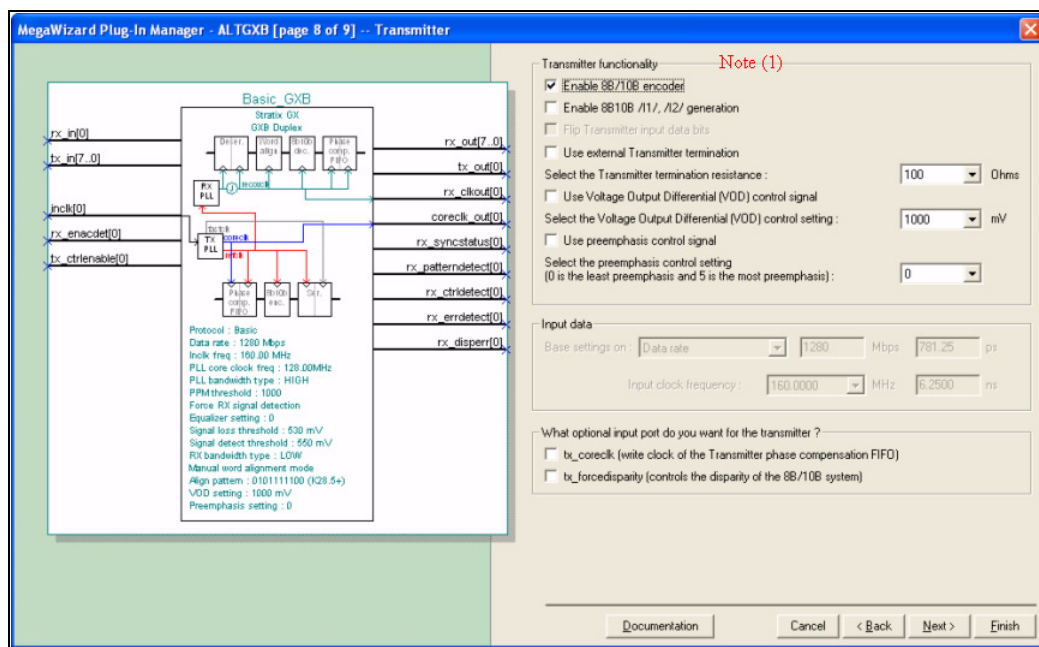 MegaWizard Plug-In Manager - ALTGXB [page 8 of 9] -- Transmitter
Basic_GXB
Stratix GX
GXB Duplex
rx_in[0]
tx_in[7..0]
inclk[0]
rx_enacdet[0]
tx_ctrlenable[0]
Deser.
Word
align
8b10b
dec.
Phase
comp.
FIFO
RX
PLL
TX
PLL
Phase
comp.
FIFO
8b10b
enc.
Ser.
rx_out[7..0]
tx_out[0]
rx_clkout[0]
coreclk_out[0]
rx_syncstatus[0]
rx_patterndetect[0]
rx_ctrldetect[0]
rx_errdetect[0]
rx_disperr[0]
Protocol : Basic
Data rate : 1280 Mbps
Inclk freq : 160.00 MHz
PLL core clock freq : 128.00MHz
PLL bandwidth type : HIGH
PPM threshold : 1000
Force RX signal detection
Equalizer setting : 0
Signal loss threshold : 530 mV
Signal detect threshold : 550 mV
RX bandwidth type : LOW
Manual word alignment mode
Align pattern : 0101111100 (K28.5+)
VOD setting : 1000 mV
Preemphasis setting : 0
Transmitter functionality
Note (1)
Enable 8B/10B encoder
Enable 8B10B /I1/, /I2/ generation
Flip Transmitter input data bits
Use external Transmitter termination
Select the Transmitter termination resistance : 100 Ohms
Use Voltage Output Differential (VOD) control signal
Select the Voltage Output Differential (VOD) control setting : 1000 mV
Use preemphasis control signal
Select the preemphasis control setting
(0 is the least preemphasis and 5 is the most preemphasis) : 0
Input data
Base settings on : Data rate 1280 Mbps 781.25 ps
Input clock frequency : 160.0000 MHz 6.2500 ns
What optional input port do you want for the transmitter ?
tx_coreclk (write clock of the Transmitter phase compensation FIFO)
tx_forcedisparity (controls the disparity of the 8B/10B system)
Documentation
Cancel
< Back
Next >
Finish